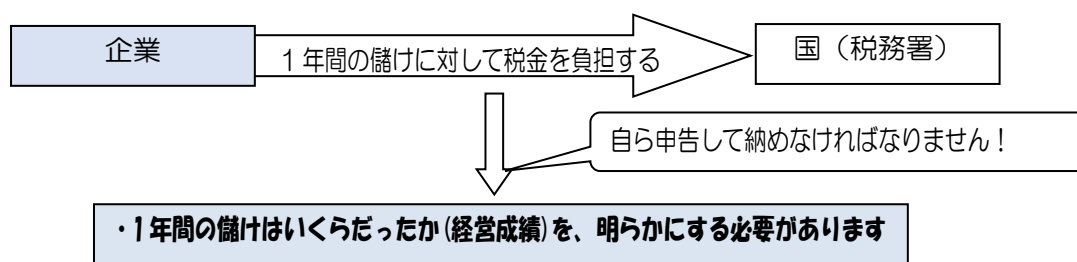 企業
1年間の儲けに対して税金を負担する
国（税務署）
自ら申告して納めなければなりません！
・1年間の儲けはいくらだったか(経営成績)を、明らかにする必要があります